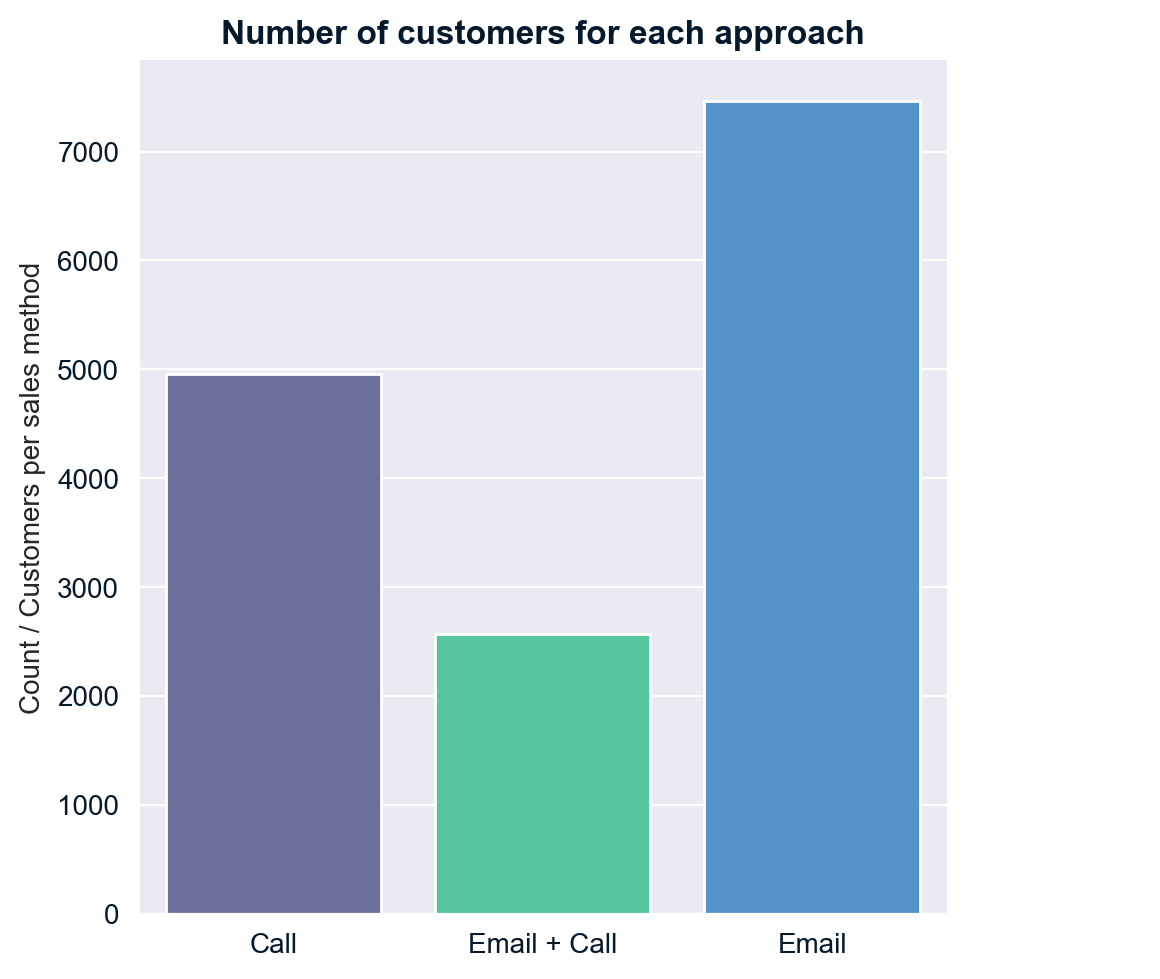 Number of customers for each approach
Count / Customers per sales method
7000
6000
5000
4000
3000
2000
1000
0
Call
Email + Call
Email